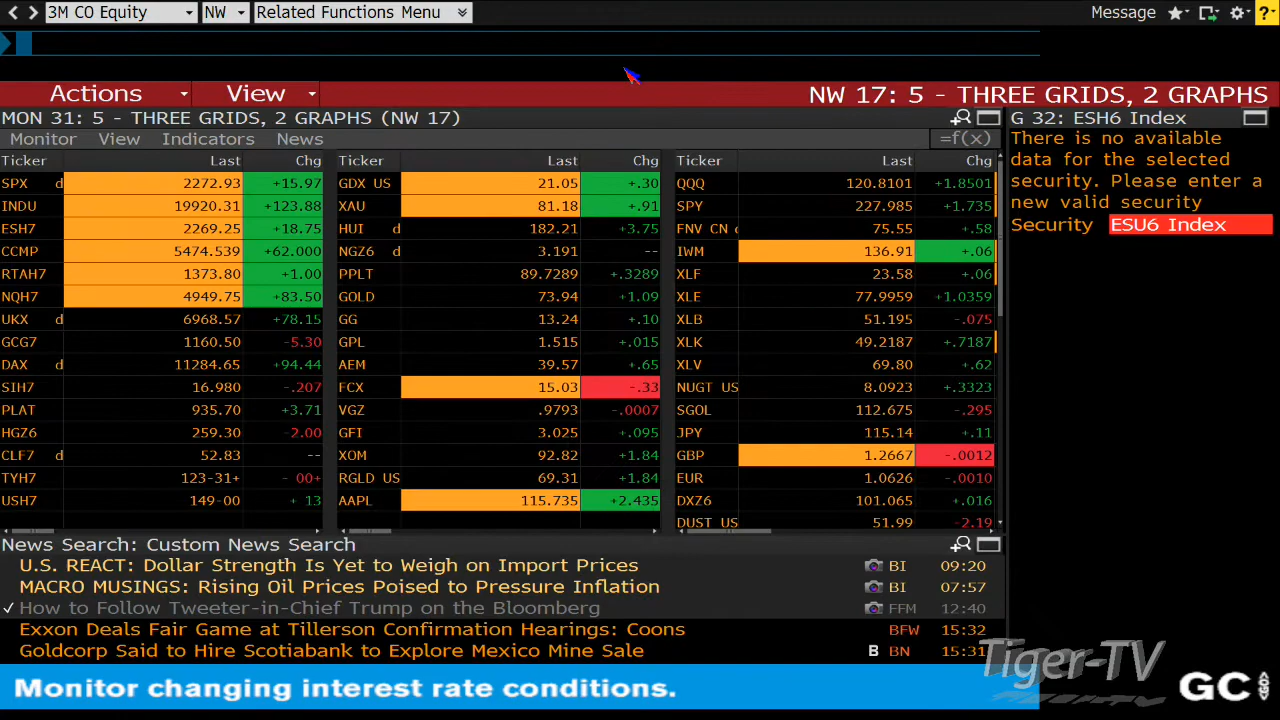 3M CO Equity NW Related Functions Menu Message ?
Actions View NW 17: 5 - THREE GRIDS, 2 GRAPHS
MON 31: 5 - THREE GRIDS, 2 GRAPHS (NW 17) G 32: ESH6 Index
Monitor View Indicators News =f(x) There is no available
data for the selected
security. Please enter a
new valid security
Security ESU6 Index
Ticker Last Chg Ticker Last Chg Ticker Last Chg
SPX d 2272.93 +15.97 GDX US 21.05 +.30 QQQ 120.8101 +1.8501
INDU 19920.31 +123.88 XAU 81.18 +.91 SPY 227.985 +1.735
ESH7 2269.25 +18.75 HUI d 182.21 +3.75 FNV CN d 75.55 +.58
CCMP 5474.539 +62.000 NGZ6 d 3.191 -- IWM 136.91 +.06
RTAH7 1373.80 +1.00 PPLT 89.7289 +.3289 XLF 23.58 +.06
NQH7 4949.75 +83.50 GOLD 73.94 +1.09 XLE 77.9959 +1.0359
UKX d 6968.57 +78.15 GG 13.24 +.10 XLB 51.195 -.075
GCG7 1160.50 -5.30 GPL 1.515 +.015 XLK 49.2187 +.7187
DAX d 11284.65 +94.44 AEM 39.57 +.65 XLV 69.80 +.62
SIH7 16.980 -.207 FCX 15.03 -.33 NUGT US 8.0923 +.3323
PLAT 935.70 +3.71 VGZ .9793 -.0007 SGOL 112.675 -.295
HGZ6 259.30 -2.00 GFI 3.025 +.095 JPY 115.14 +.11
CLF7 d 52.83 -- XOM 92.82 +1.84 GBP 1.2667 -.0012
TYH7 123-31+ - 00+ RGLD US 69.31 +1.84 EUR 1.0626 -.0010
USH7 149-00 + 13 AAPL 115.735 +2.435 DXZ6 101.065 +.016
DUST US 51.99 -2.19
News Search: Custom News Search
U.S. REACT: Dollar Strength Is Yet to Weigh on Import Prices BI 09:20
MACRO MUSINGS: Rising Oil Prices Poised to Pressure Inflation BI 07:57
✓ How to Follow Tweeter-in-Chief Trump on the Bloomberg FFM 12:40
Exxon Deals Fair Game at Tillerson Confirmation Hearings: Coons BFW 15:32
Goldcorp Said to Hire Scotiabank to Explore Mexico Mine Sale B BN 15:31
Tiger-TV
Monitor changing interest rate conditions. GC